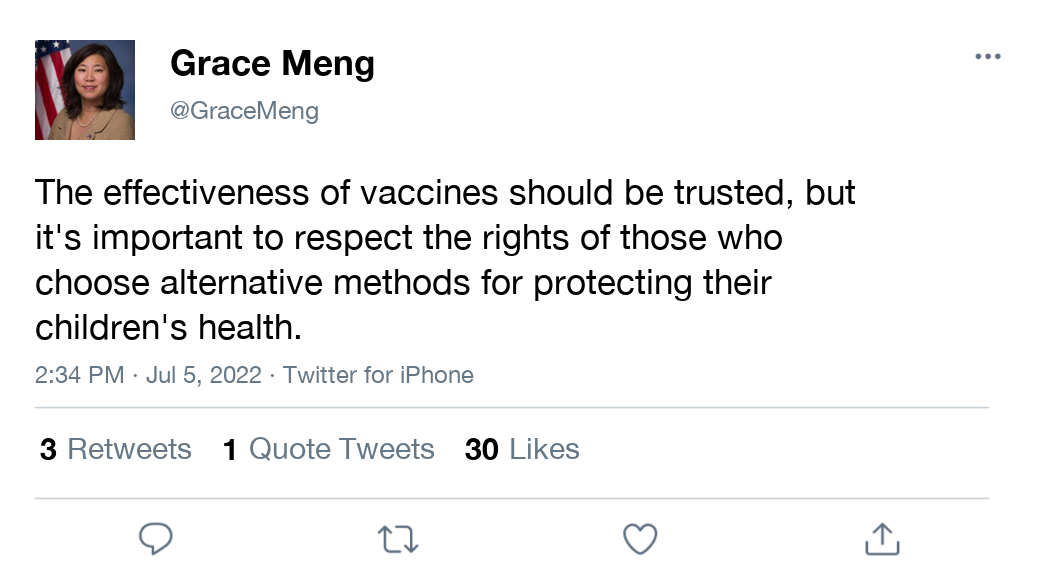 Grace Meng
@GraceMeng
The effectiveness of vaccines should be trusted, but
it's important to respect the rights of those who
choose alternative methods for protecting their
children's health.
2:34 PM · Jul 5, 2022 · Twitter for iPhone
3 Retweets 1 Quote Tweets 30 Likes